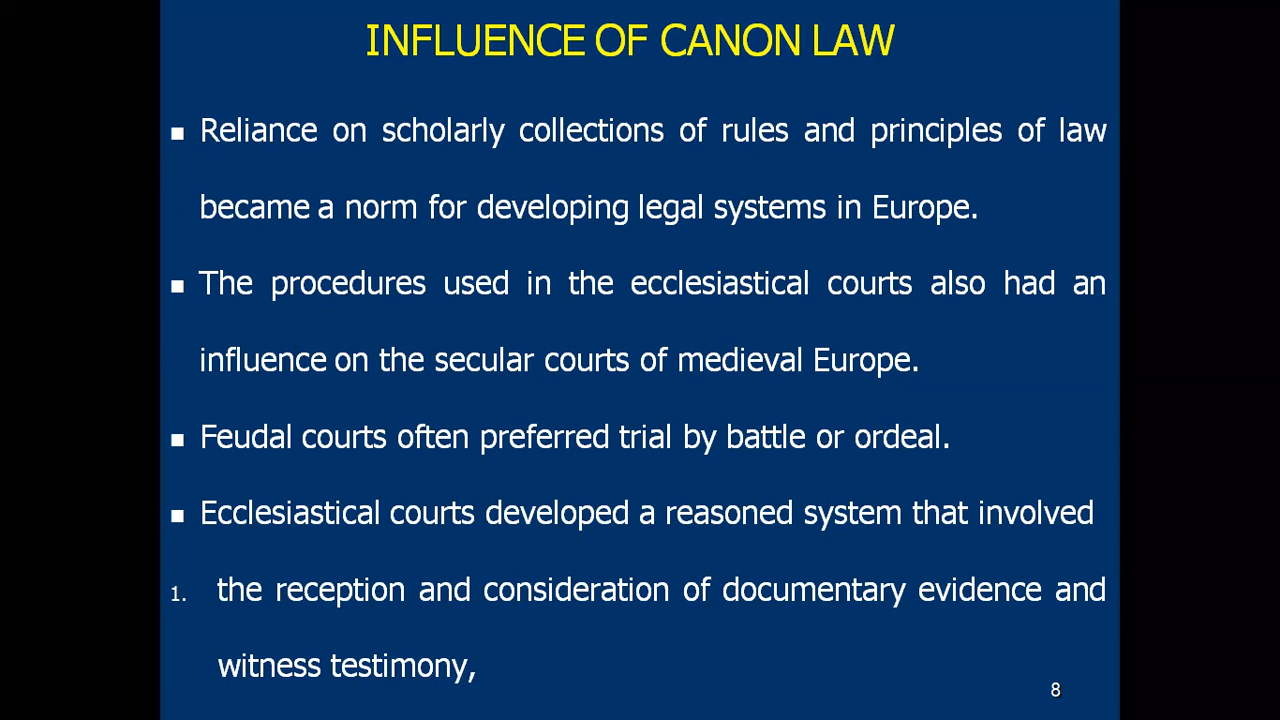 INFLUENCE OF CANON LAW
▪ Reliance on scholarly collections of rules and principles of law
became a norm for developing legal systems in Europe.
▪ The procedures used in the ecclesiastical courts also had an
influence on the secular courts of medieval Europe.
▪ Feudal courts often preferred trial by battle or ordeal.
▪ Ecclesiastical courts developed a reasoned system that involved
1. the reception and consideration of documentary evidence and
witness testimony,
8